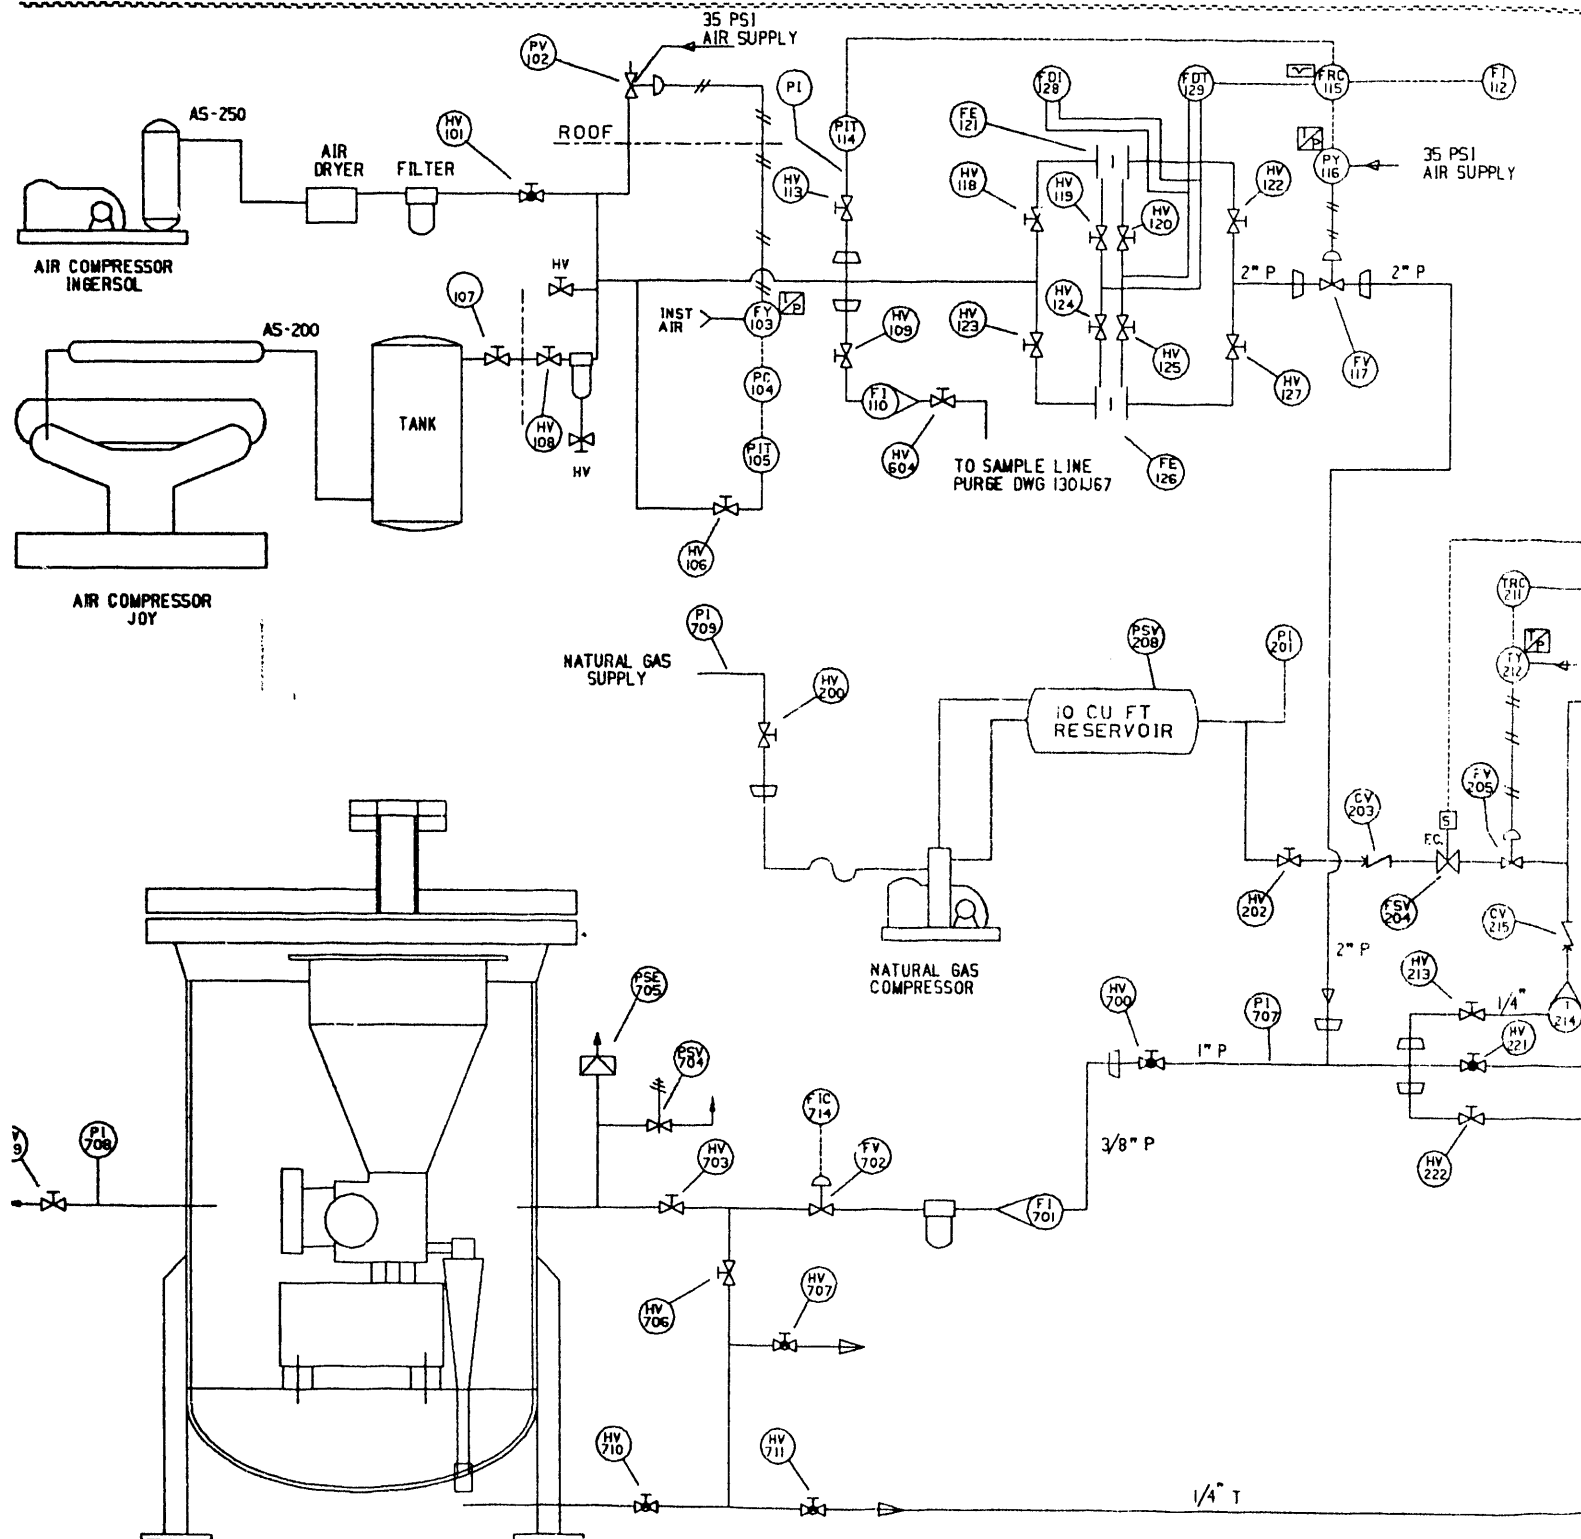 35 PSI
AIR SUPPLY
PV
102
AS-250
HV
101
ROOF
PI
PIT
114
FE
121
FDI
128
FDT
129
FRC
115
FI
112
AIR
DRYER
FILTER
I/P
PY
116
35 PSI
AIR SUPPLY
HV
113
HV
118
HV
119
HV
120
HV
122
AIR COMPRESSOR
INGERSOL
HV
107
2" P
2" P
INST
AIR
FY
103
I/P
HV
109
HV
123
HV
124
HV
125
HV
127
FV
117
AS-200
TANK
HV
108
PC
104
FI
110
HV
PIT
105
HV
604
TO SAMPLE LINE
PURGE DWG 1301J67
FE
126
HV
106
AIR COMPRESSOR
JOY
TRC
211
PI
709
NATURAL GAS
SUPPLY
HV
200
PSV
208
PI
201
TY
212
I/P
10 CU FT
RESERVOIR
FV
205
CV
203
S
F.C.
HV
202
FSV
204
CV
215
2" P
NATURAL GAS
COMPRESSOR
HV
213
1/4"
PSE
705
HV
700
PI
707
214
HV
221
PSV
704
1" P
FIC
714
PI
708
HV
703
FV
702
3/8" P
HV
222
9
FI
701
HV
706
HV
707
HV
710
HV
711
1/4" T